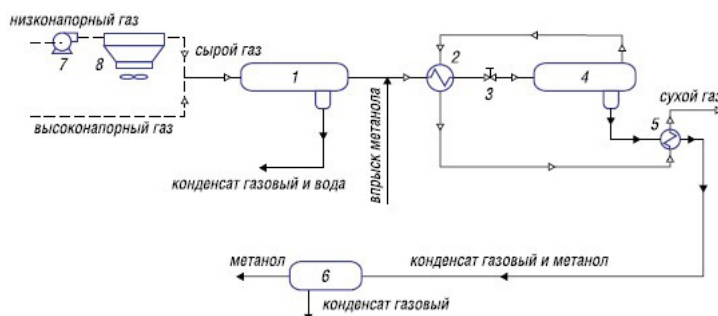 низконапорный газ
7
8
сырой газ
высоконапорный газ
1
конденсат газовый и вода
впрыск метанола
2
3
4
сухой газ
5
конденсат газовый и метанол
метанол
6
конденсат газовый